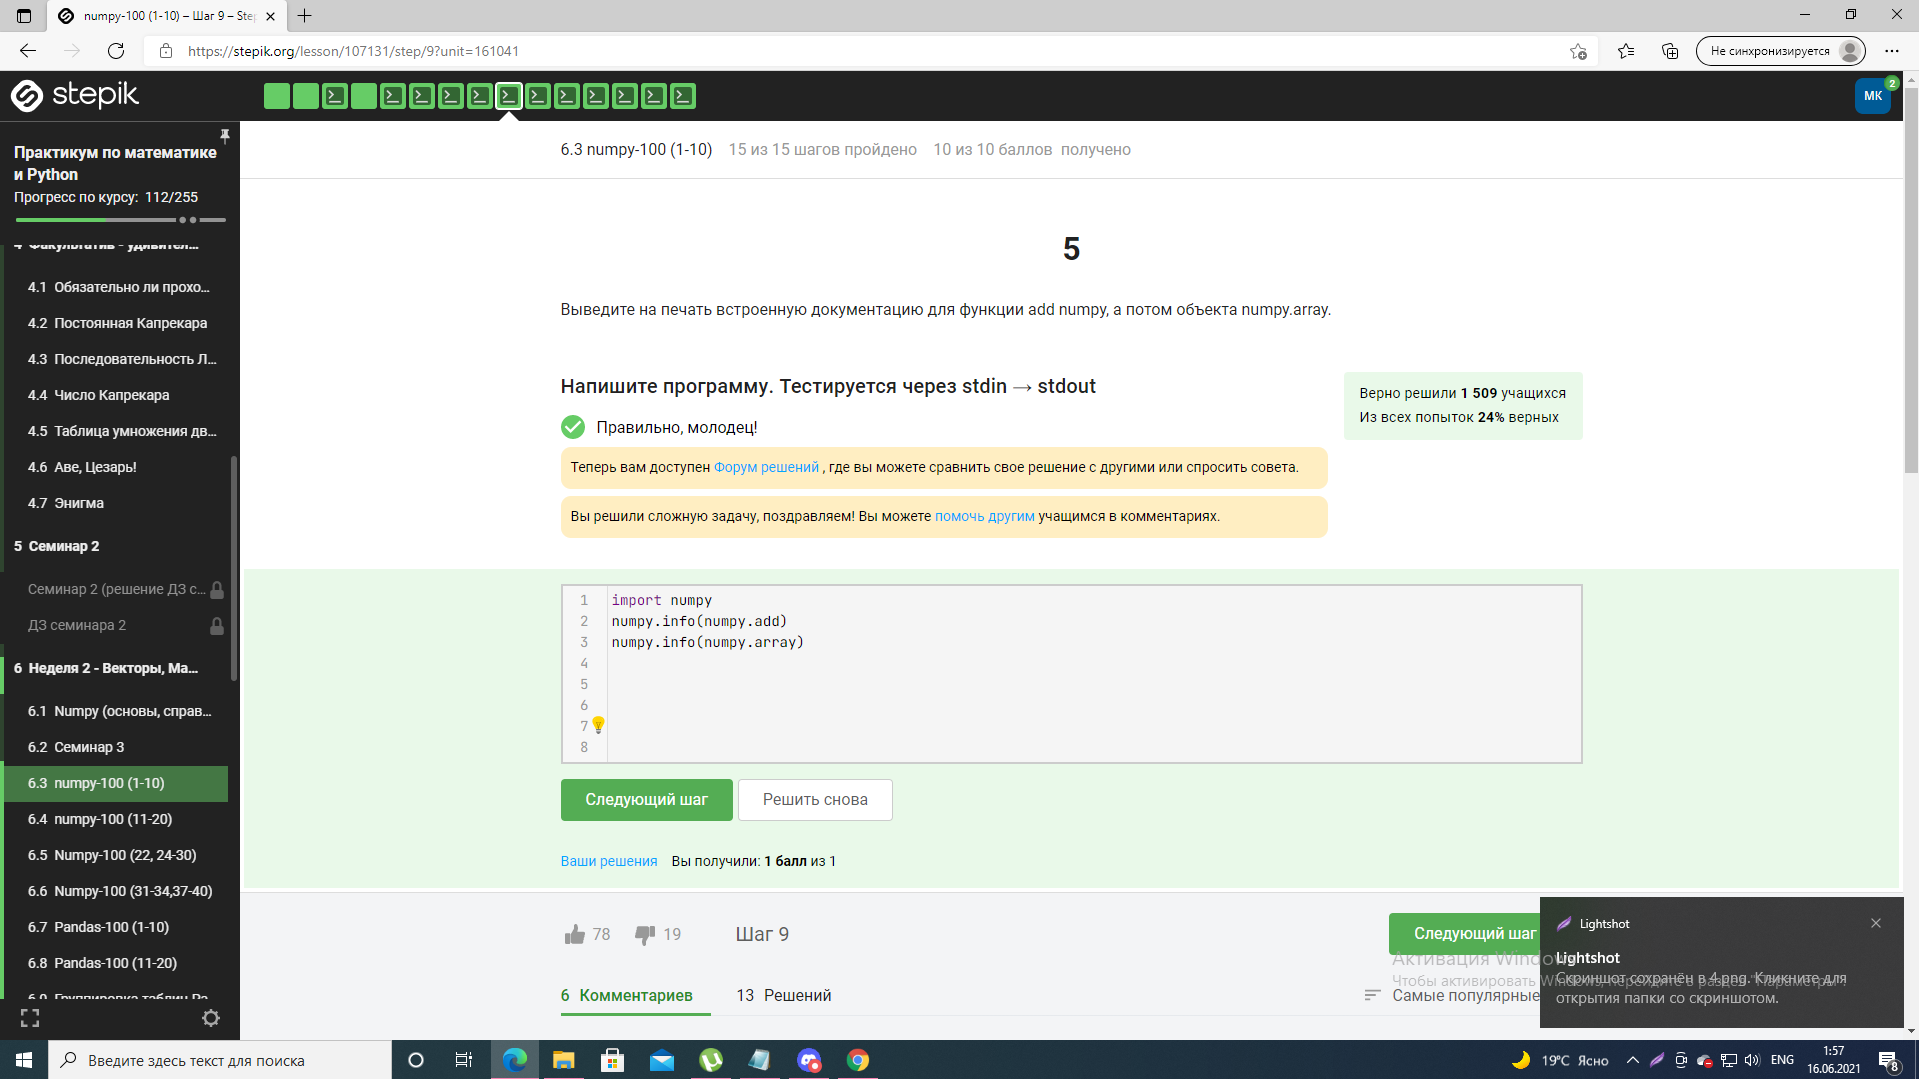 numpy-100 (1-10) – Шаг 9 – Step
https://stepik.org/lesson/107131/step/9?unit=161041
Не синхронизируется
stepik
МК
2
Практикум по математике
и Python
Прогресс по курсу: 112/255
4 Факультатив - удивител...
4.1 Обязательно ли прохо...
4.2 Постоянная Капрекара
4.3 Последовательность Л...
4.4 Число Капрекара
4.5 Таблица умножения дв...
4.6 Аве, Цезарь!
4.7 Энигма
5 Семинар 2
Семинар 2 (решение ДЗ с...
ДЗ семинара 2
6 Неделя 2 - Векторы, Ма...
6.1 Numpy (основы, справ...
6.2 Семинар 3
6.3 numpy-100 (1-10)
6.4 numpy-100 (11-20)
6.5 Numpy-100 (22, 24-30)
6.6 Numpy-100 (31-34,37-40)
6.7 Pandas-100 (1-10)
6.8 Pandas-100 (11-20)
6.9 Группировка таблиц Pa...
6.3 numpy-100 (1-10) 15 из 15 шагов пройдено 10 из 10 баллов получено
5
Выведите на печать встроенную документацию для функции add numpy, а потом объекта numpy.array.
Напишите программу. Тестируется через stdin → stdout
Верно решили 1 509 учащихся
Из всех попыток 24% верных
Правильно, молодец!
Теперь вам доступен Форум решений , где вы можете сравнить свое решение с другими или спросить совета.
Вы решили сложную задачу, поздравляем! Вы можете помочь другим учащимся в комментариях.
1 import numpy
2 numpy.info(numpy.add)
3 numpy.info(numpy.array)
4
5
6
7
8
Следующий шаг
Решить снова
Ваши решения Вы получили: 1 балл из 1
78 19 Шаг 9
Следующий шаг
6 Комментариев 13 Решений
Самые популярные
Активация Windows
Чтобы активировать Windows, перейдите в раздел "Параметры".
Lightshot
Lightshot
Скриншот сохранён в 4.png. Кликните для
открытия папки со скриншотом.
Введите здесь текст для поиска
19°C Ясно
ENG
1:57
16.06.2021
8